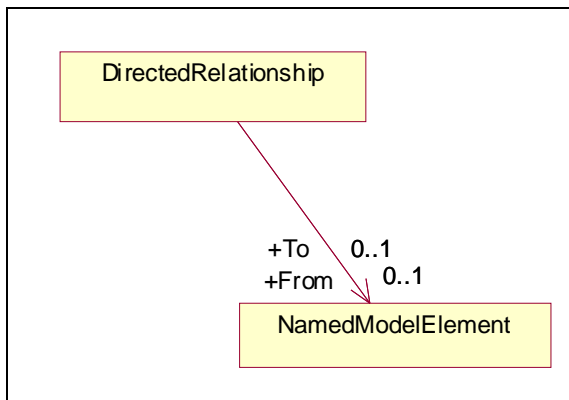 DirectedRelationship
+To 0..1
+From 0..1
NamedModelElement